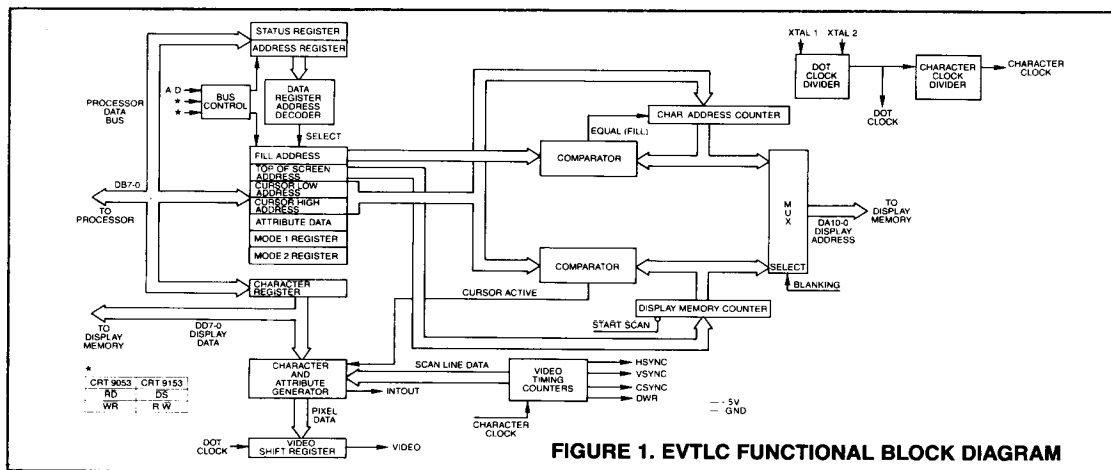 STATUS REGISTER
ADDRESS REGISTER
A D
*
*
BUS
CONTROL
DATA
REGISTER
ADDRESS
DECODER
SELECT
PROCESSOR
DATA
BUS
DB7-0
TO
PROCESSOR
FILL ADDRESS
TOP OF SCREEN
ADDRESS
CURSOR LOW
ADDRESS
CURSOR HIGH
ADDRESS
ATTRIBUTE DATA
MODE 1 REGISTER
MODE 2 REGISTER
CHARACTER
REGISTER
TO
DISPLAY
MEMORY
DD7-0
DISPLAY
DATA
*
CRT 9053 CRT 9153
RD DS
WR R W
CHARACTER
AND
ATTRIBUTE
GENERATOR
INTOUT
PIXEL
DATA
DOT
CLOCK
VIDEO
SHIFT REGISTER
VIDEO
EQUAL (FILL)
COMPARATOR
CHAR ADDRESS COUNTER
COMPARATOR
CURSOR ACTIVE
DISPLAY MEMORY COUNTER
START SCAN
SCAN LINE DATA
VIDEO
TIMING
COUNTERS
HSYNC
VSYNC
CSYNC
DWR
CHARACTER
CLOCK
XTAL 1 XTAL 2
DOT
CLOCK
DIVIDER
DOT
CLOCK
CHARACTER
CLOCK
DIVIDER
CHARACTER
CLOCK
MUX
SELECT
BLANKING
TO
DISPLAY
MEMORY
DA10-0
DISPLAY
ADDRESS
— - 5V
— GND
FIGURE 1. EVTLC FUNCTIONAL BLOCK DIAGRAM